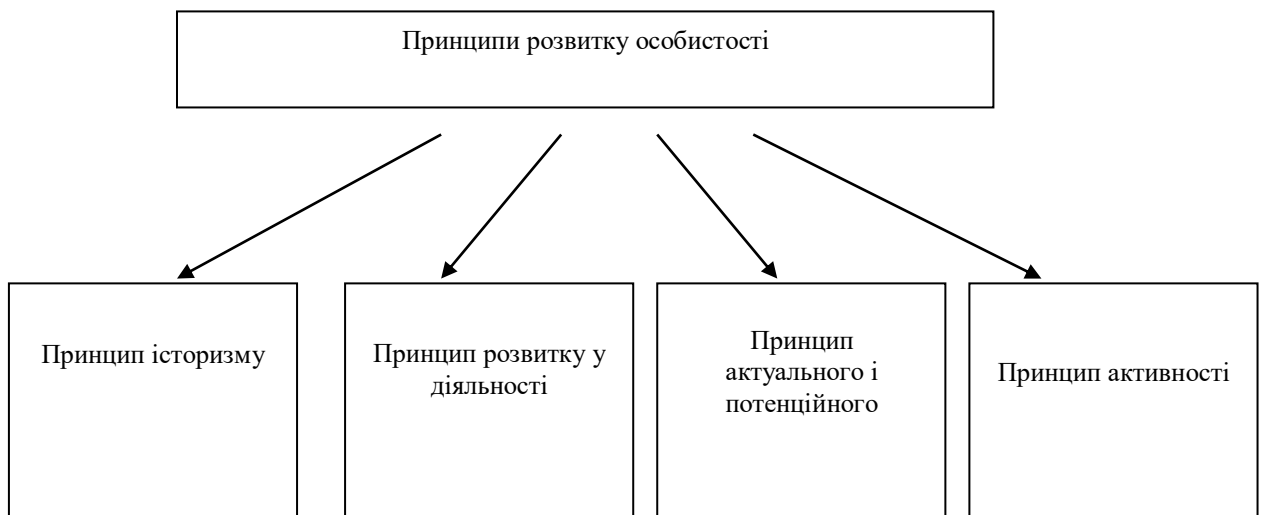 Принципи розвитку особистості
Принцип історизму
Принцип розвитку у
діяльності
Принцип
актуального і
потенційного
Принцип активності